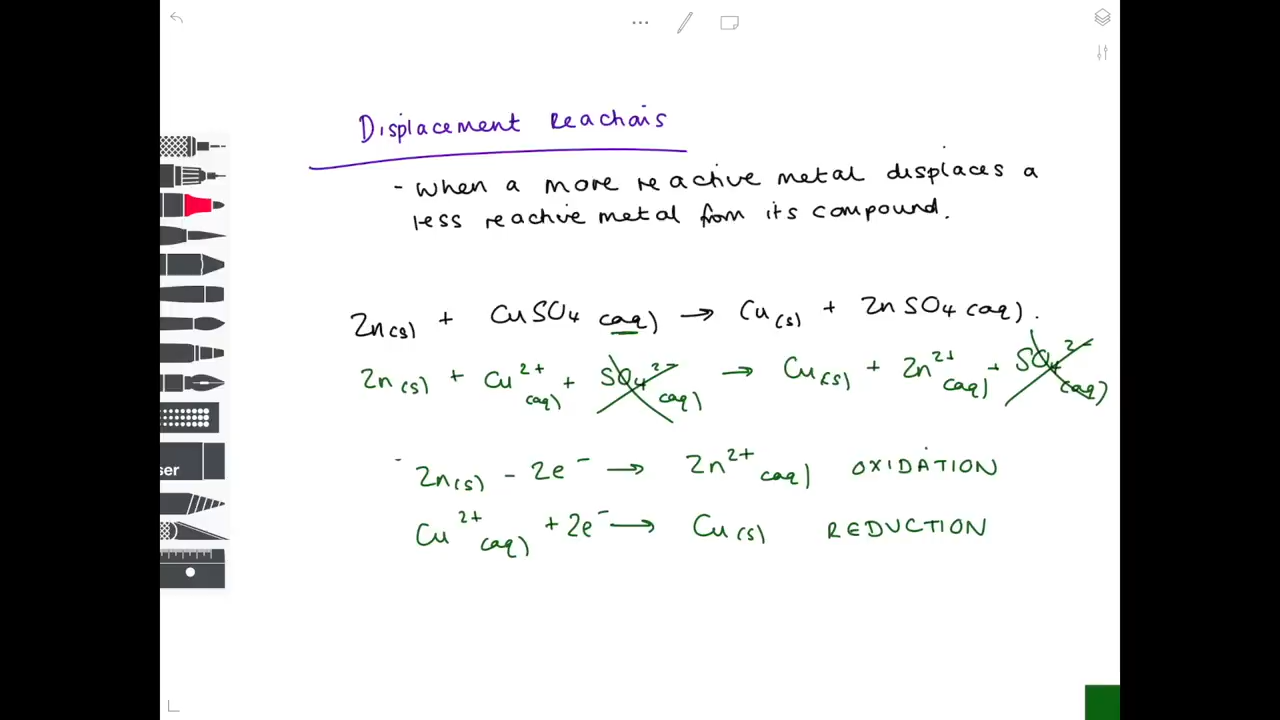 Displacement Reactions
- When a more reactive metal displaces a
less reactive metal from its compound.
Zn(s) + CuSO4 (aq) → Cu(s) + ZnSO4(aq).
Zn(s) + Cu²⁺(aq) + SO4²⁻(aq) → Cu(s) + Zn²⁺(aq) + SO4²⁻(aq)
Zn(s) - 2e⁻ → Zn²⁺(aq) OXIDATION
Cu²⁺(aq) + 2e⁻ → Cu(s) REDUCTION
ser